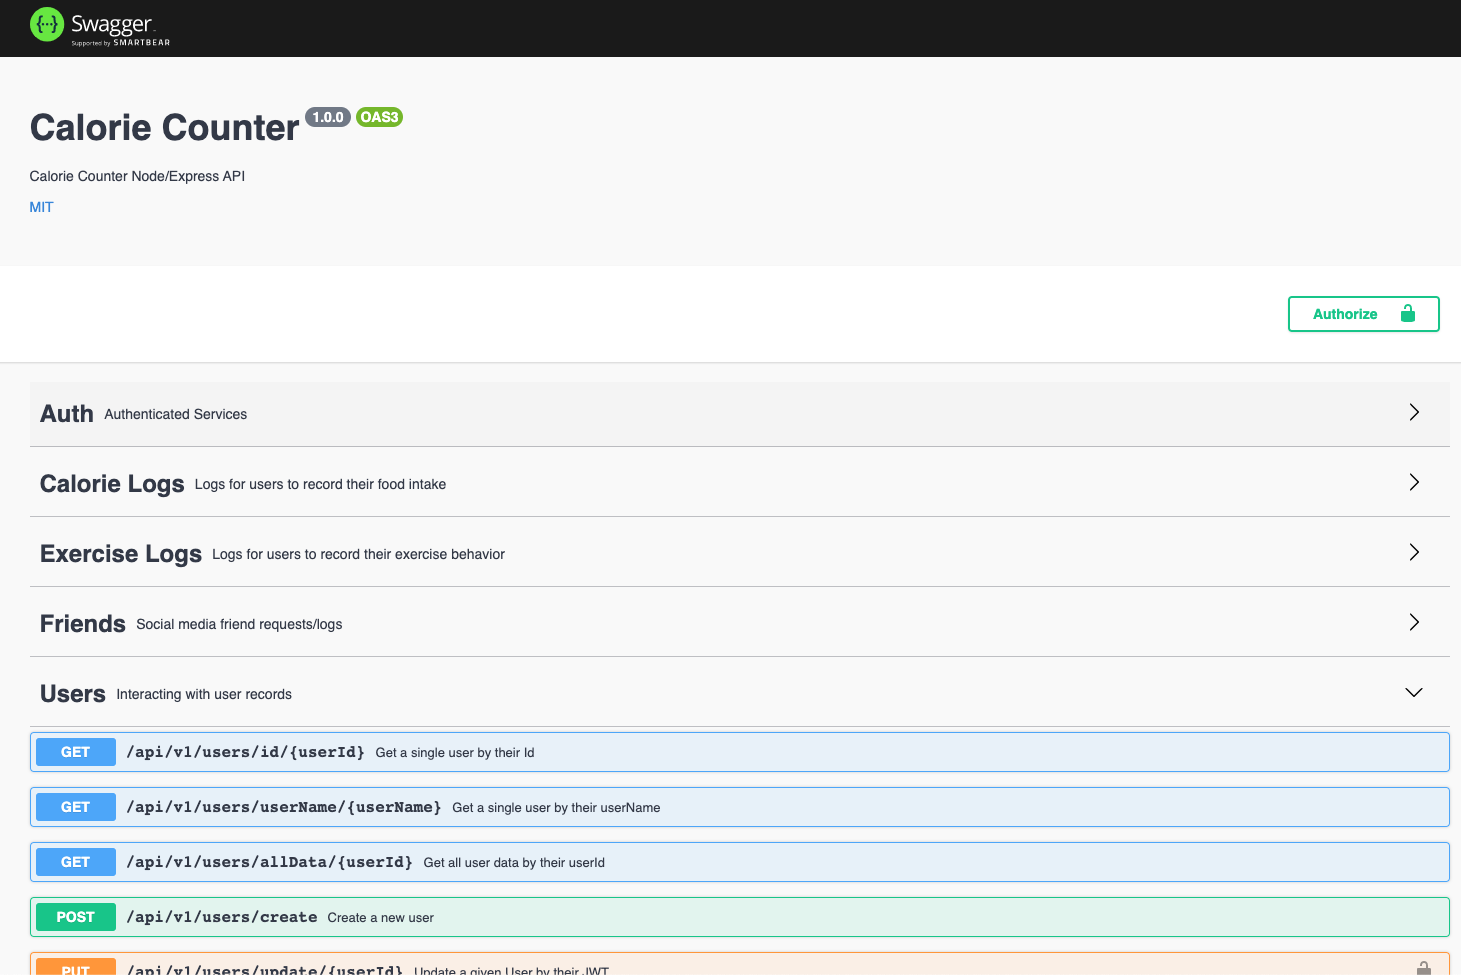 Swagger
Supported by SMARTBEAR
Calorie Counter 1.0.0 OAS3
Calorie Counter Node/Express API
MIT
Authorize
Auth Authenticated Services
Calorie Logs Logs for users to record their food intake
Exercise Logs Logs for users to record their exercise behavior
Friends Social media friend requests/logs
Users Interacting with user records
GET /api/v1/users/id/{userId} Get a single user by their Id
GET /api/v1/users/userName/{userName} Get a single user by their userName
GET /api/v1/users/allData/{userId} Get all user data by their userId
POST /api/v1/users/create Create a new user
PUT /api/v1/users/update/{userId} Update a given User by their JWT